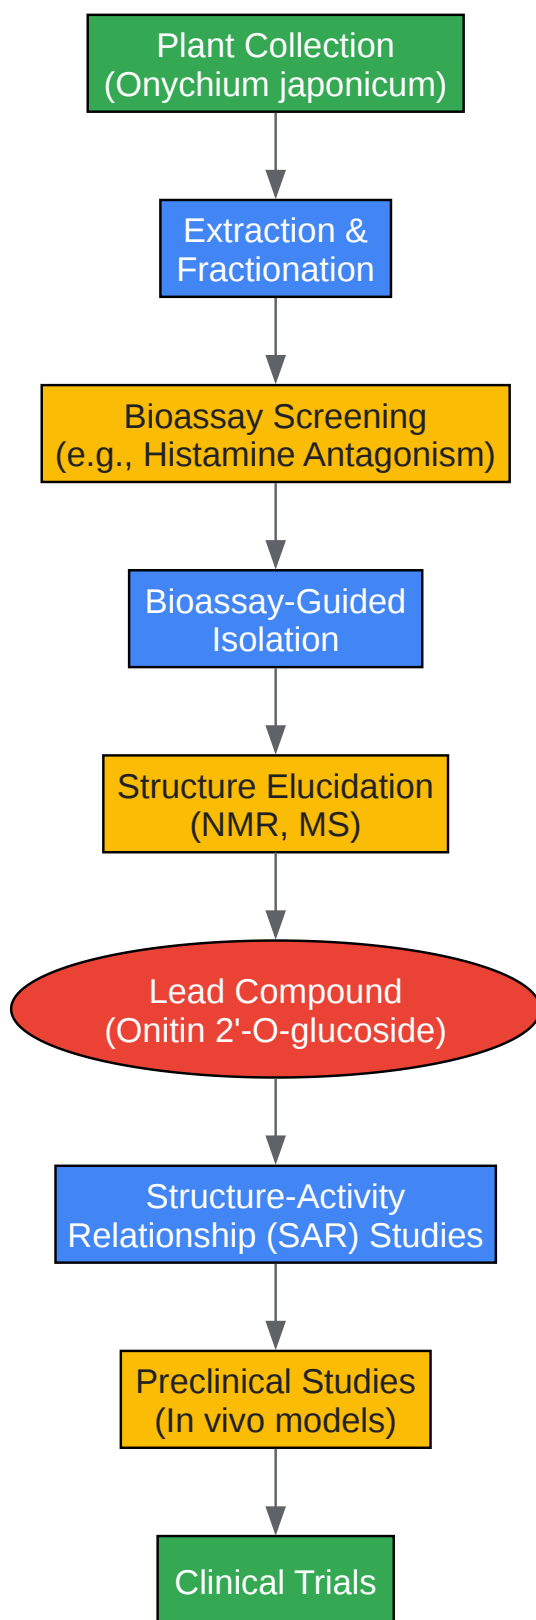 Plant Collection
(Onychium japonicum)
Extraction &
Fractionation
Bioassay Screening
(e.g., Histamine Antagonism)
Bioassay-Guided
Isolation
Structure Elucidation
(NMR, MS)
Lead Compound
(Onitin 2'-O-glucoside)
Structure-Activity
Relationship (SAR) Studies
Preclinical Studies
(In vivo models)
Clinical Trials